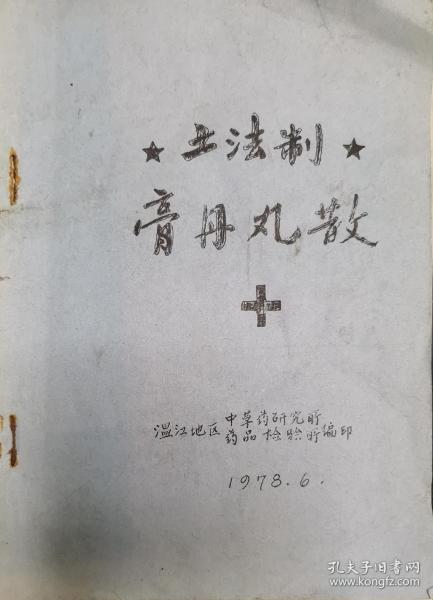 ★土法制★
膏丹丸散
温江地区中草药研究所
药品检验所编印
1978.6.
孔夫子旧书网
www.kongfz.com